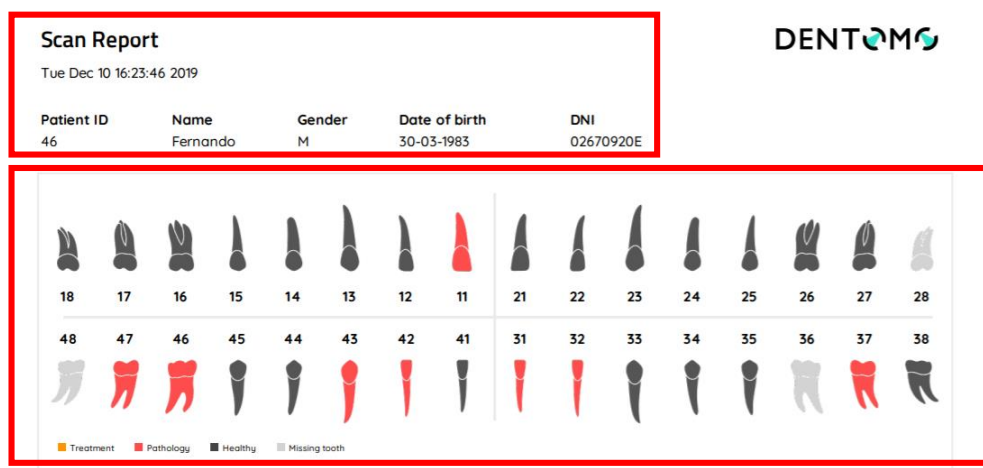 Scan Report
DENTOMO
Tue Dec 10 16:23:46 2019
Patient ID Name Gender Date of birth DNI
46 Fernando M 30-03-1983 02670920E
18 17 16 15 14 13 12 11 21 22 23 24 25 26 27 28
48 47 46 45 44 43 42 41 31 32 33 34 35 36 37 38
Treatment Pathology Healthy Missing tooth